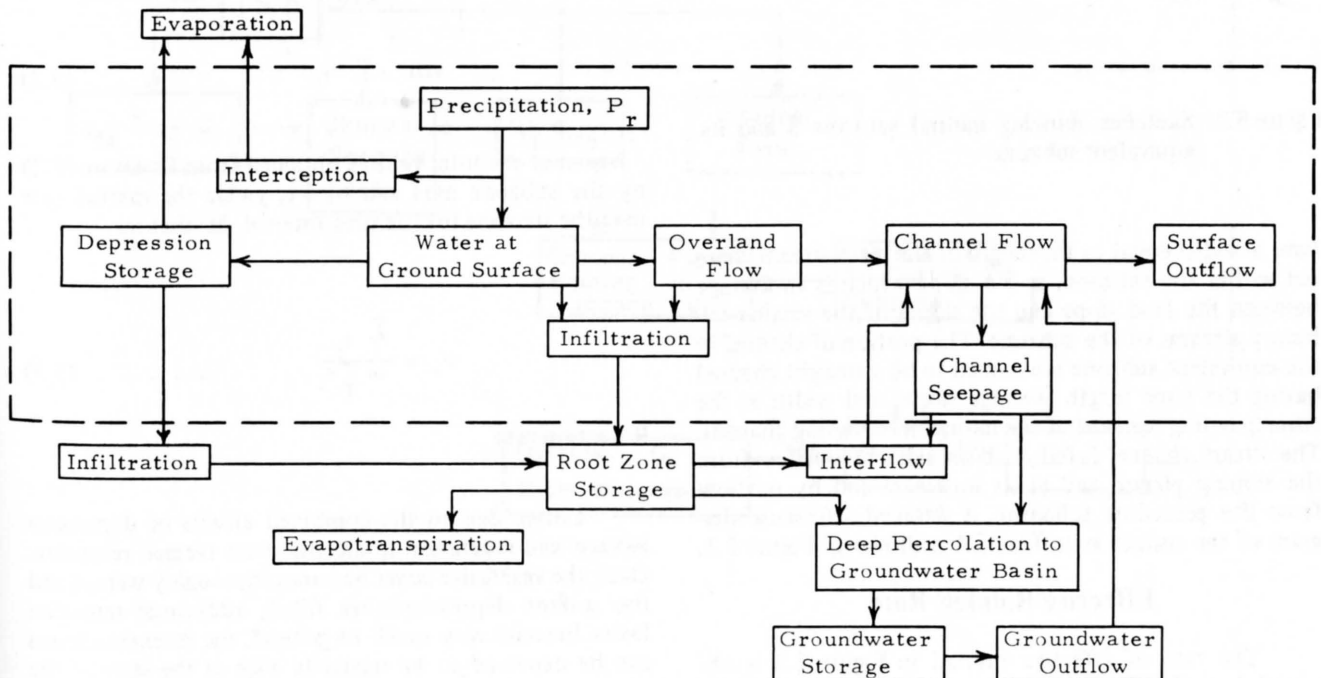 Evaporation
Precipitation, P r
Interception
Depression
Storage
Water at
Ground Surface
Overland
Flow
Channel Flow
Surface
Outflow
Infiltration
Channel
Seepage
Infiltration
Root Zone
Storage
Interflow
Evapotranspiration
Deep Percolation to
Groundwater Basin
Groundwater
Storage
Groundwater
Outflow